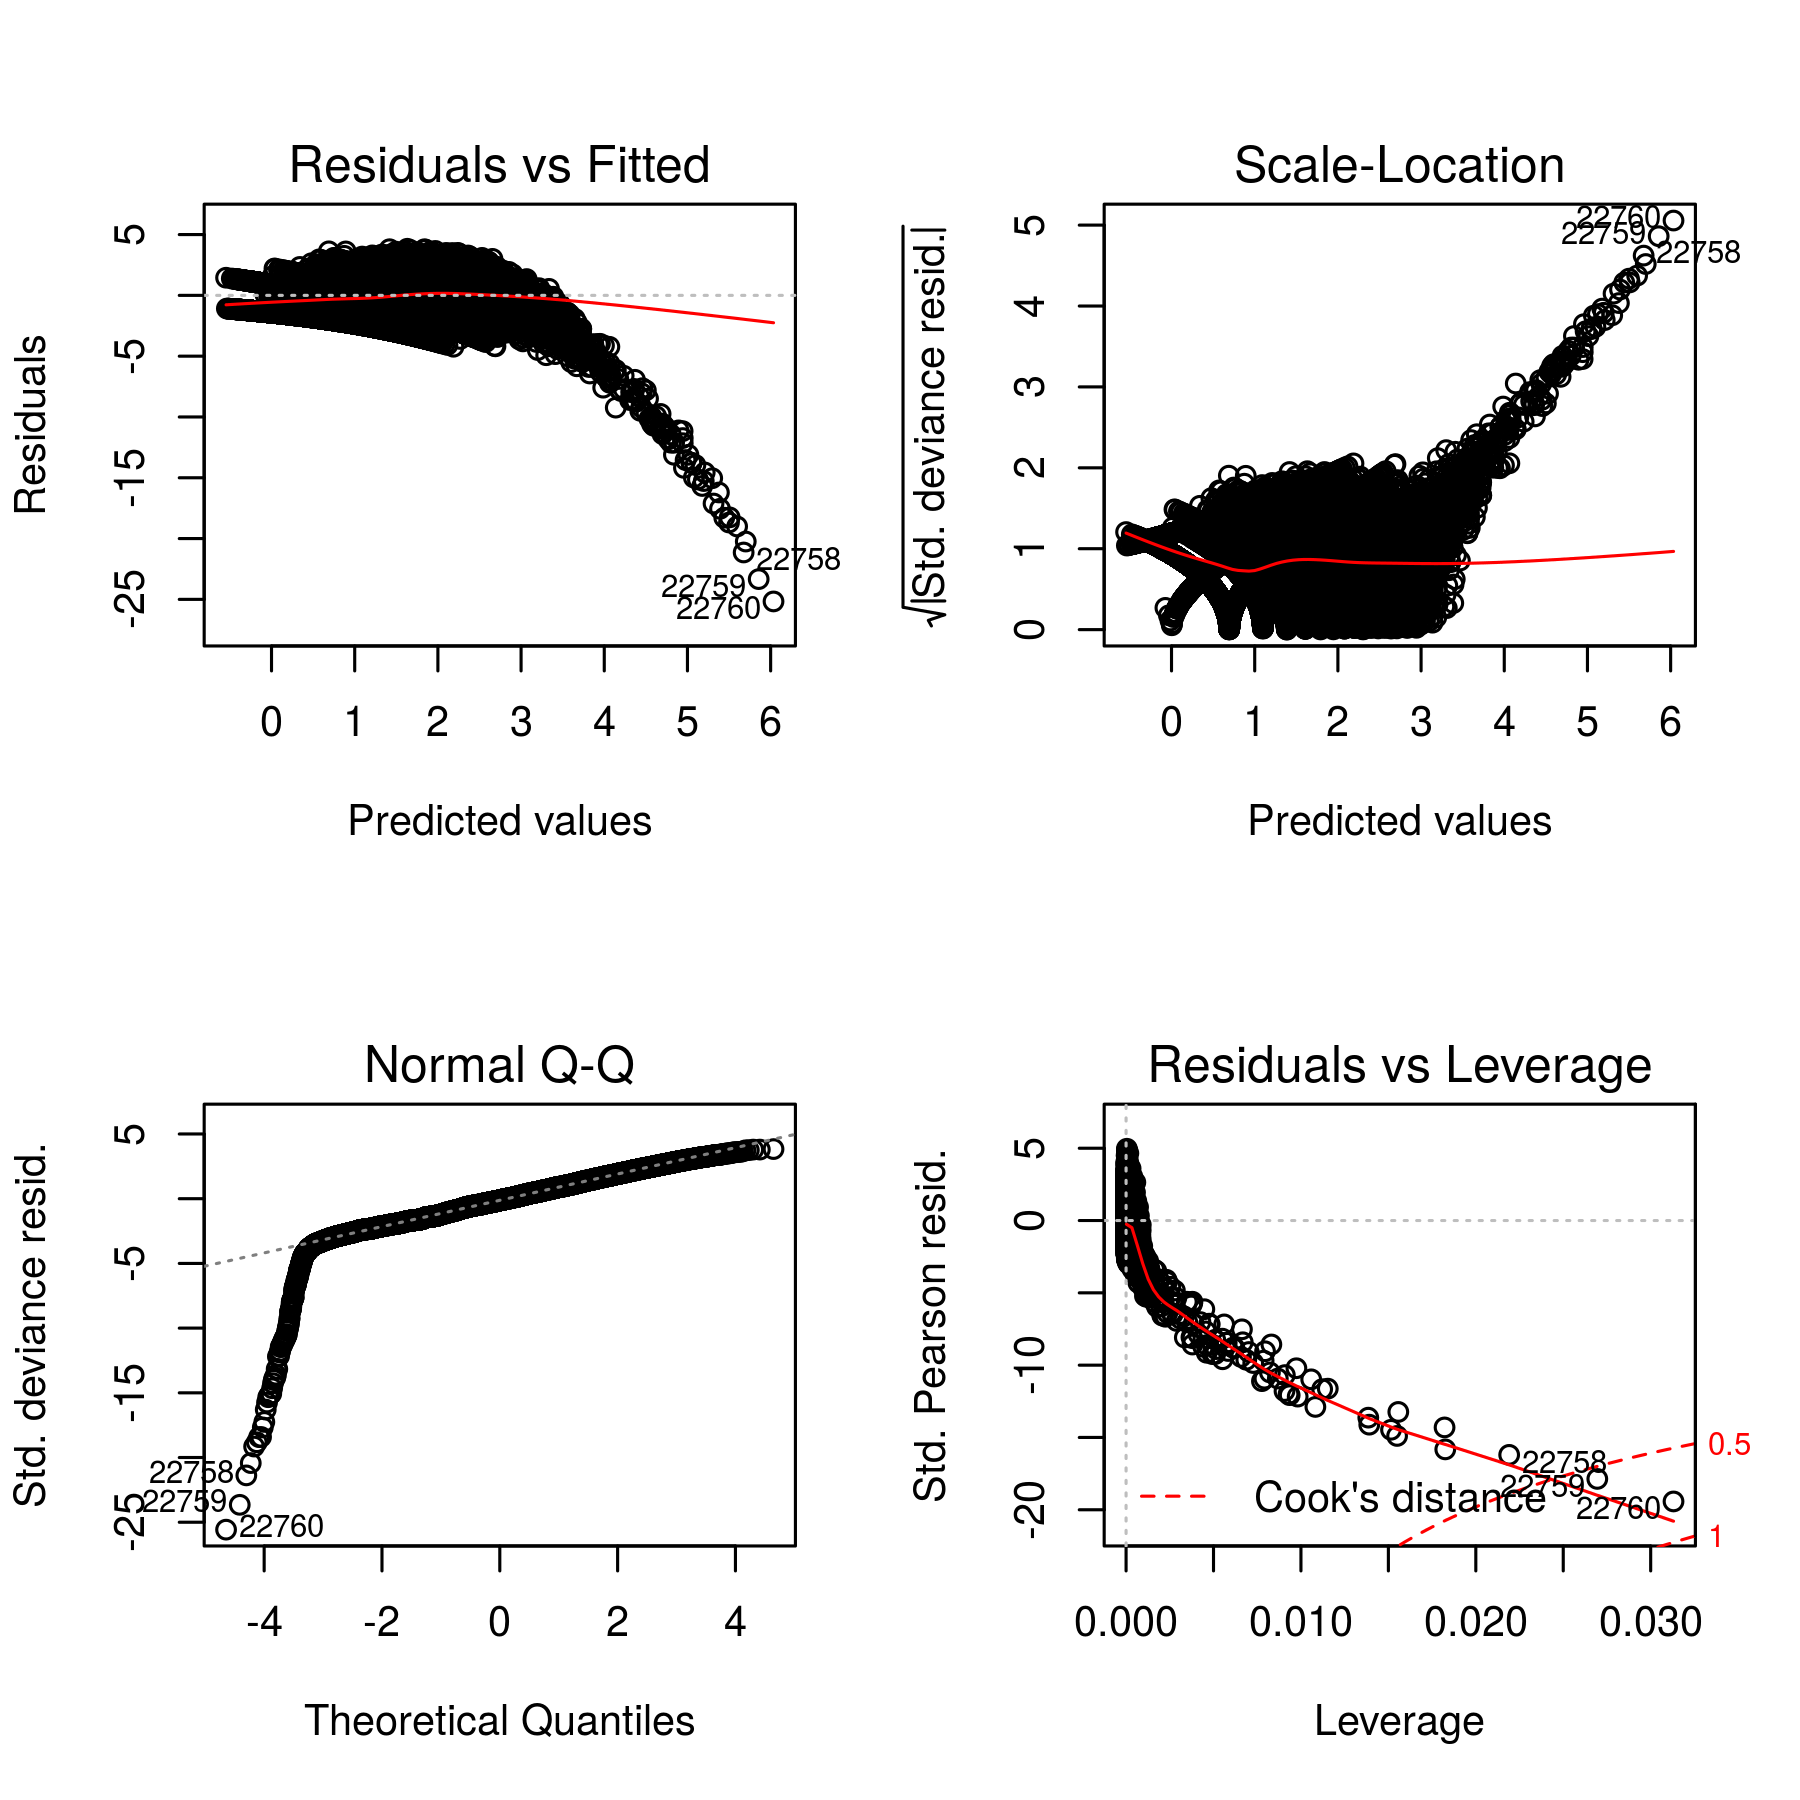 Residuals vs Fitted
Residuals
5
-5
-15
-25
22758
22759
22760
0 1 2 3 4 5 6
Predicted values
Scale-Location
√|Std. deviance resid.|
5
4
3
2
1
0
22760
22759
22758
0 1 2 3 4 5 6
Predicted values
Normal Q-Q
Std. deviance resid.
5
-5
-15
-25
22758
22759
22760
-4 -2 0 2 4
Theoretical Quantiles
Residuals vs Leverage
Std. Pearson resid.
5
0
-10
-20
0.5
1
22758
22759
22760
Cook's distance
0.000 0.010 0.020 0.030
Leverage